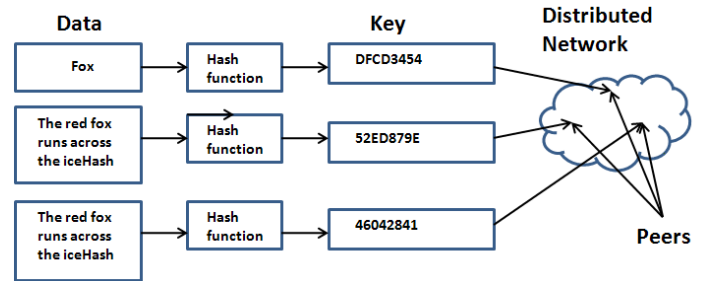 Data
Key
Distributed
Network
Fox
Hash
function
DFCD3454
The red fox
runs across
the iceHash
Hash
function
52ED879E
The red fox
runs across
the iceHash
Hash
function
46042841
Peers